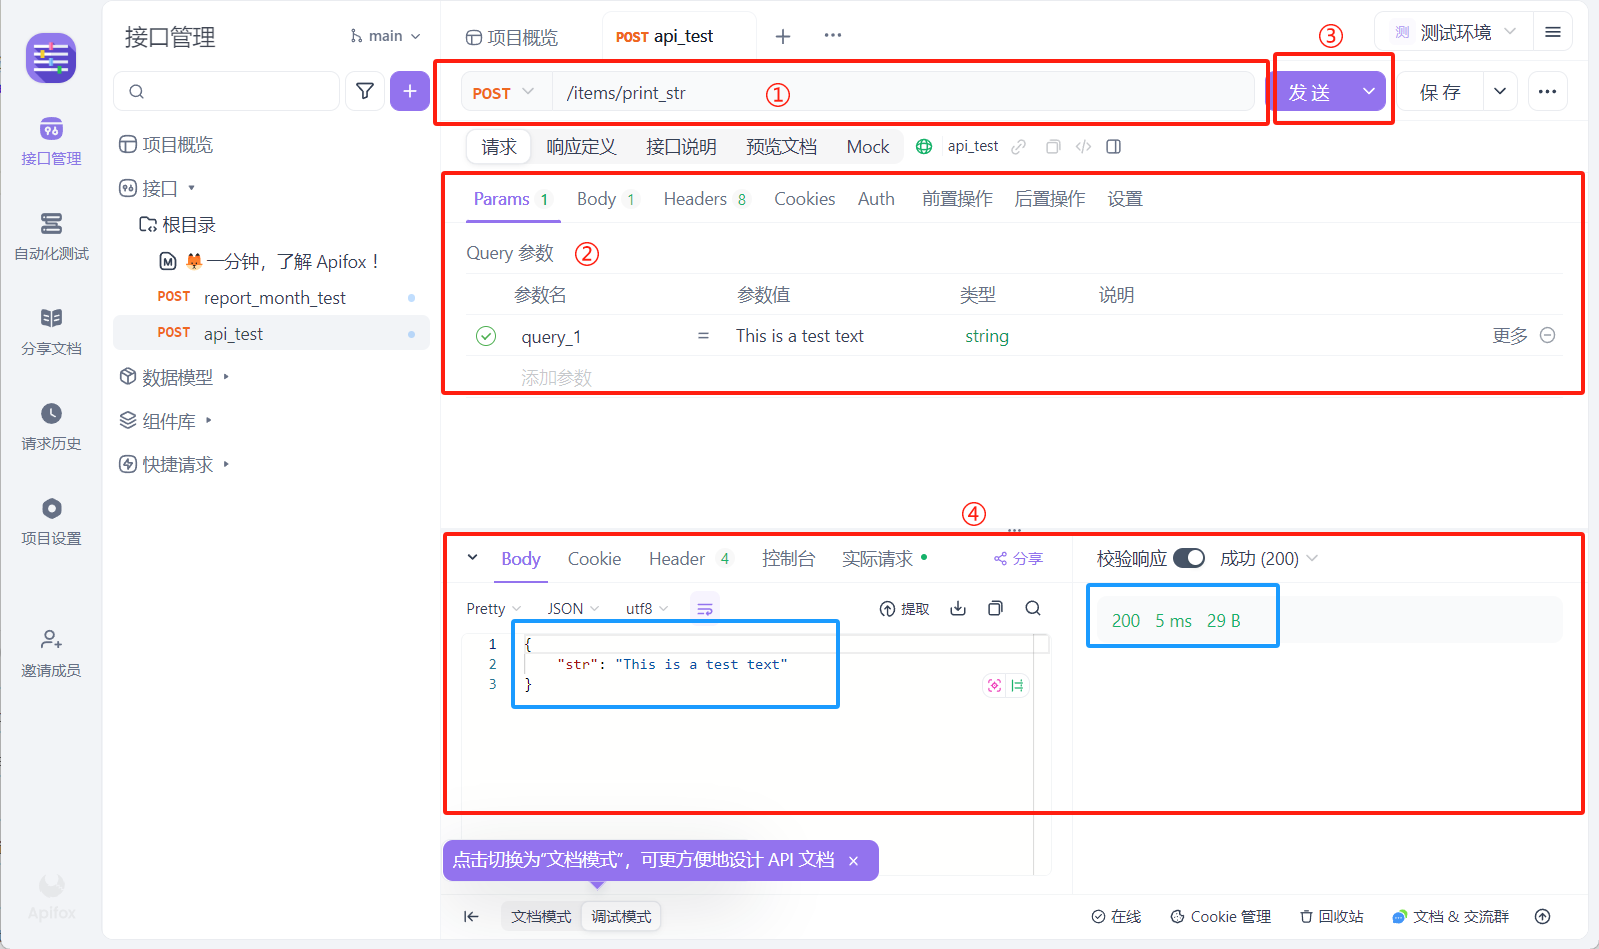 接口管理
main
项目概览
POST api_test
③
测 测试环境
POST
/items/print_str
①
发 送
保 存
接口管理
自动化测试
分享文档
请求历史
项目设置
邀请成员
Apifox
项目概览
接口
根目录
一分钟，了解 Apifox！
POST report_month_test
POST api_test
数据模型
组件库
快捷请求
请求 响应定义 接口说明 预览文档 Mock api_test
Params 1 Body 1 Headers 8 Cookies Auth 前置操作 后置操作 设置
Query 参数 ②
参数名 参数值 类型 说明
query_1 = This is a test text string 更多
添加参数
④
Body Cookie Header 4 控制台 实际请求 分享
校验响应 成功 (200)
Pretty JSON utf8 提取
200 5 ms 29 B
1 {
2 "str": "This is a test text"
3 }
点击切换为“文档模式”，可更方便地设计 API 文档 ×
文档模式 调试模式
在线 Cookie 管理 回收站 文档 & 交流群